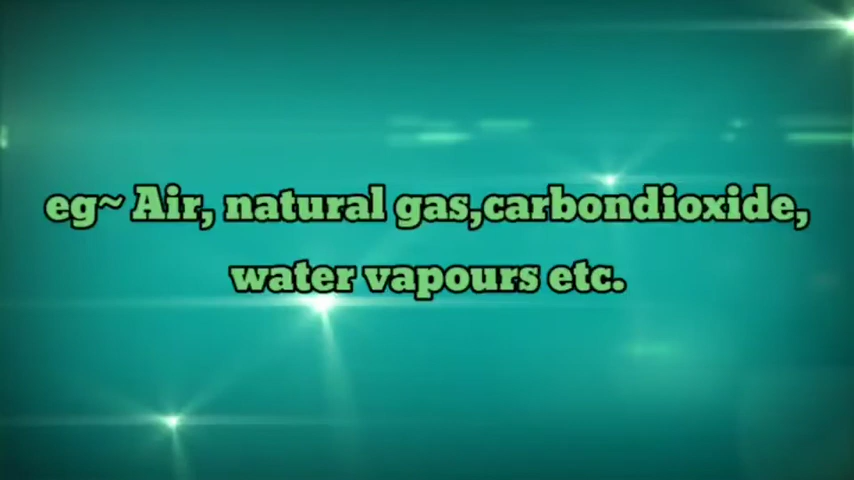 eg~ Air, natural gas,carbondioxide,
water vapours etc.